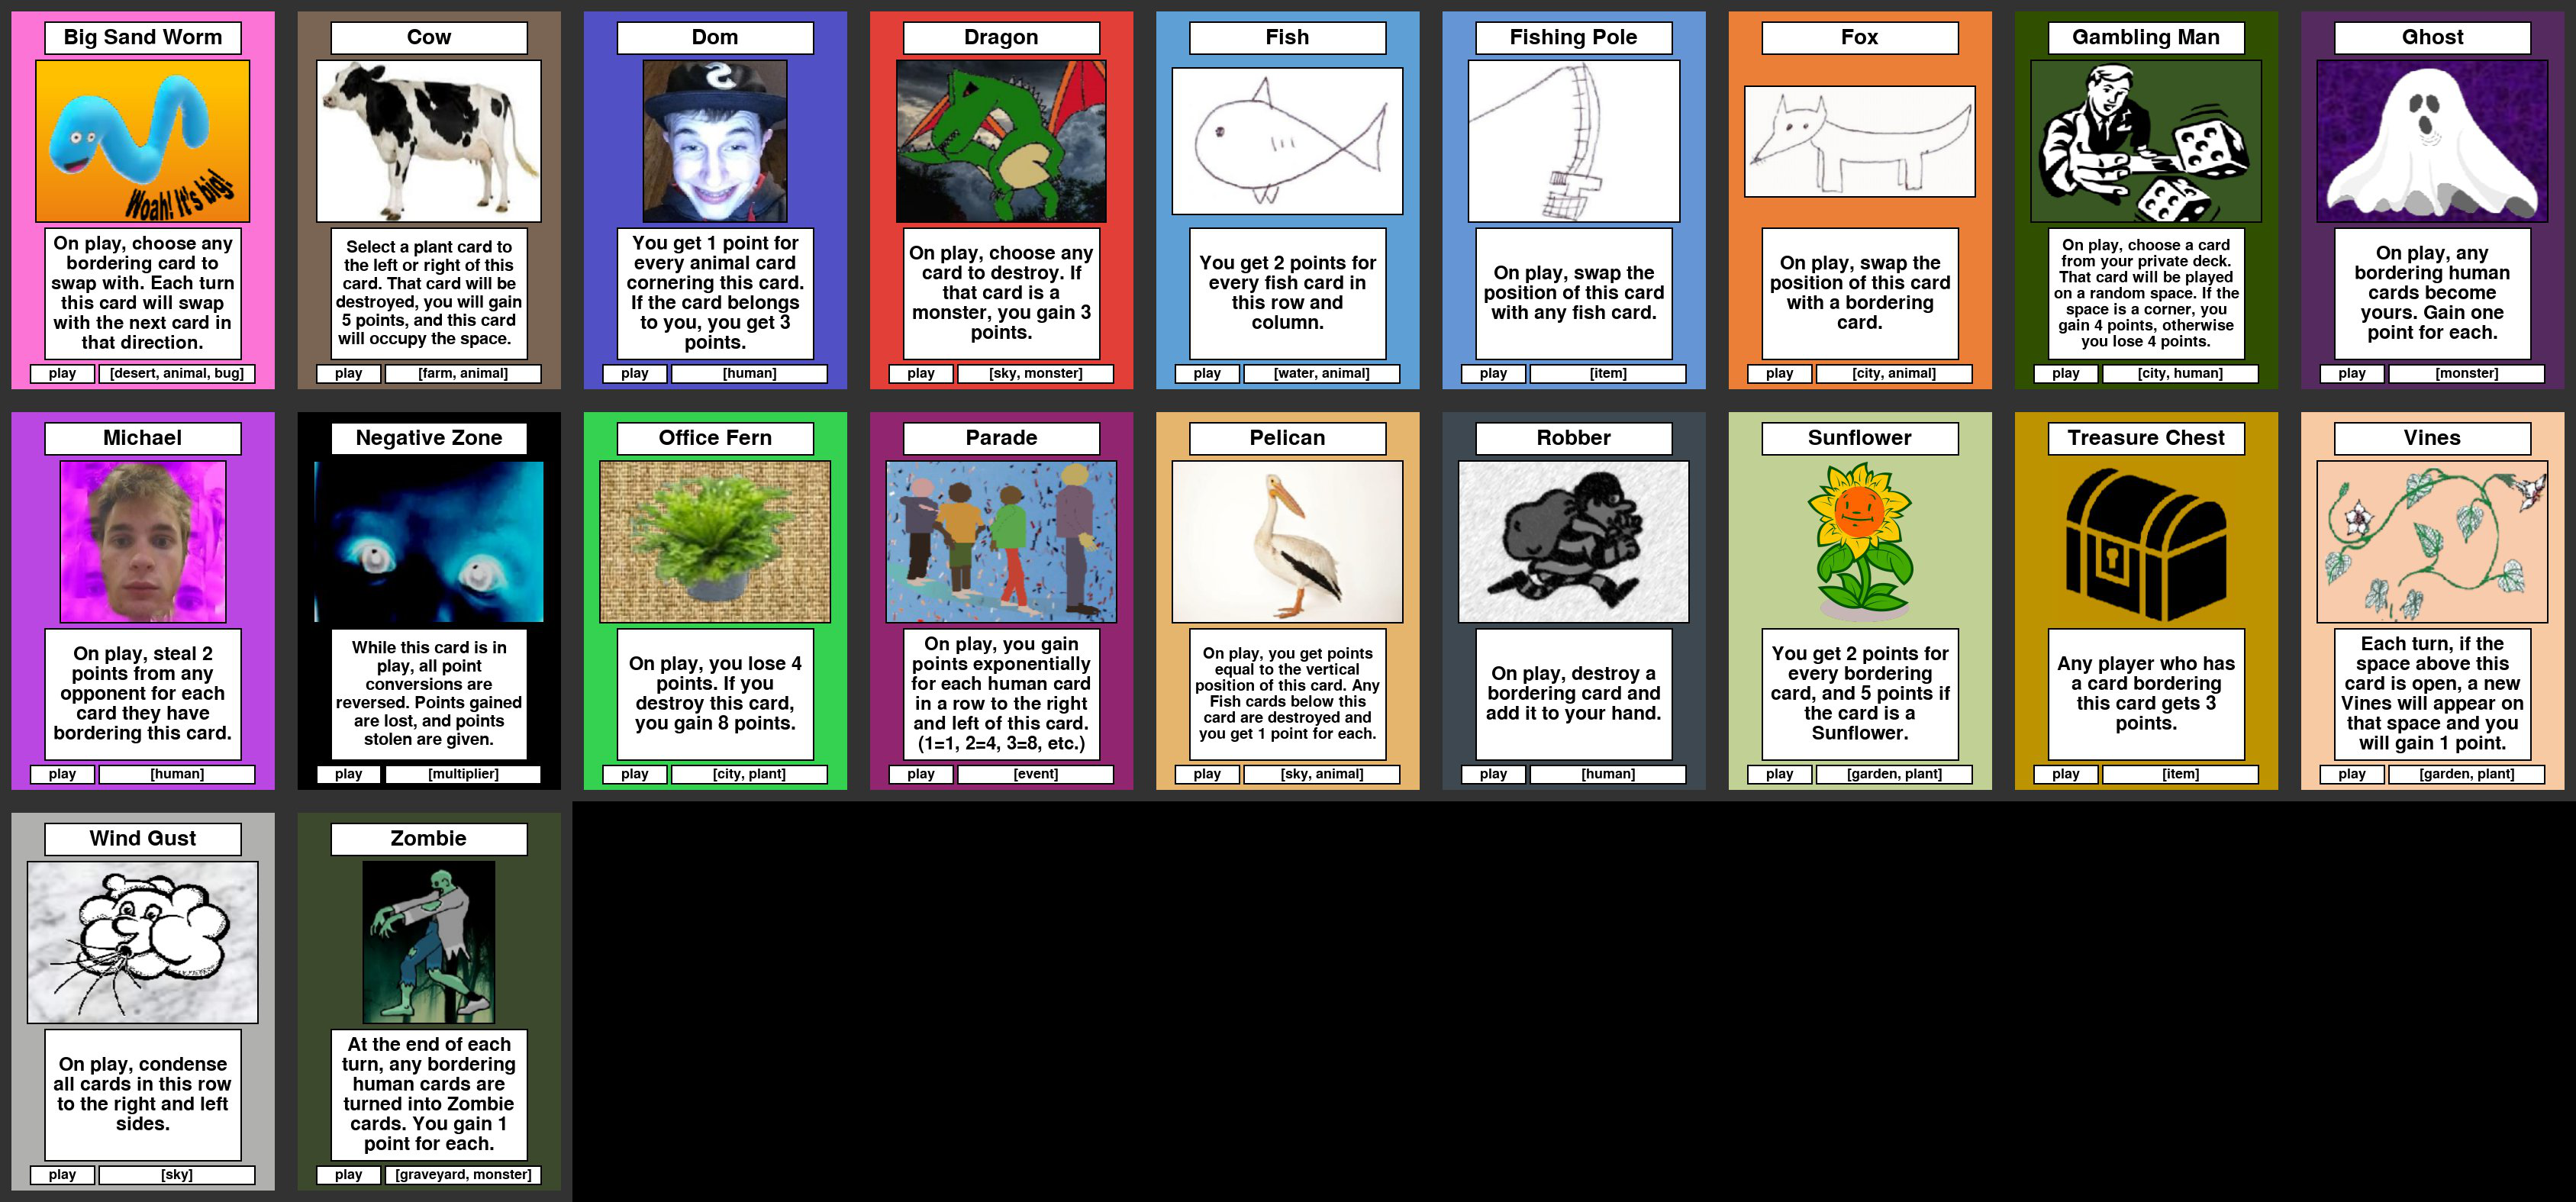 Big Sand Worm
Woah! It's big!
On play, choose any
bordering card to
swap with. Each turn
this card will swap
with the next card in
that direction.
play
[desert, animal, bug]
Cow
Select a plant card to
the left or right of this
card. That card will be
destroyed, you will gain
5 points, and this card
will occupy the space.
play
[farm, animal]
Dom
You get 1 point for
every animal card
cornering this card.
If the card belongs
to you, you get 3
points.
play
[human]
Dragon
On play, choose any
card to destroy. If
that card is a
monster, you gain 3
points.
play
[sky, monster]
Fish
You get 2 points for
every fish card in
this row and
column.
play
[water, animal]
Fishing Pole
On play, swap the
position of this card
with any fish card.
play
[item]
Fox
On play, swap the
position of this card
with a bordering
card.
play
[city, animal]
Gambling Man
On play, choose a card
from your private deck.
That card will be played
on a random space. If the
space is a corner, you
gain 4 points, otherwise
you lose 4 points.
play
[city, human]
Ghost
On play, any
bordering human
cards become
yours. Gain one
point for each.
play
[monster]
Michael
On play, steal 2
points from any
opponent for each
card they have
bordering this card.
play
[human]
Negative Zone
While this card is in
play, all point
conversions are
reversed. Points gained
are lost, and points
stolen are given.
play
[multiplier]
Office Fern
On play, you lose 4
points. If you
destroy this card,
you gain 8 points.
play
[city, plant]
Parade
On play, you gain
points exponentially
for each human card
in a row to the right
and left of this card.
(1=1, 2=4, 3=8, etc.)
play
[event]
Pelican
On play, you get points
equal to the vertical
position of this card. Any
Fish cards below this
card are destroyed and
you get 1 point for each.
play
[sky, animal]
Robber
On play, destroy a
bordering card and
add it to your hand.
play
[human]
Sunflower
You get 2 points for
every bordering
card, and 5 points if
the card is a
Sunflower.
play
[garden, plant]
Treasure Chest
Any player who has
a card bordering
this card gets 3
points.
play
[item]
Vines
Each turn, if the
space above this
card is open, a new
Vines will appear on
that space and you
will gain 1 point.
play
[garden, plant]
Wind Gust
On play, condense
all cards in this row
to the right and left
sides.
play
[sky]
Zombie
At the end of each
turn, any bordering
human cards are
turned into Zombie
cards. You gain 1
point for each.
play
[graveyard, monster]